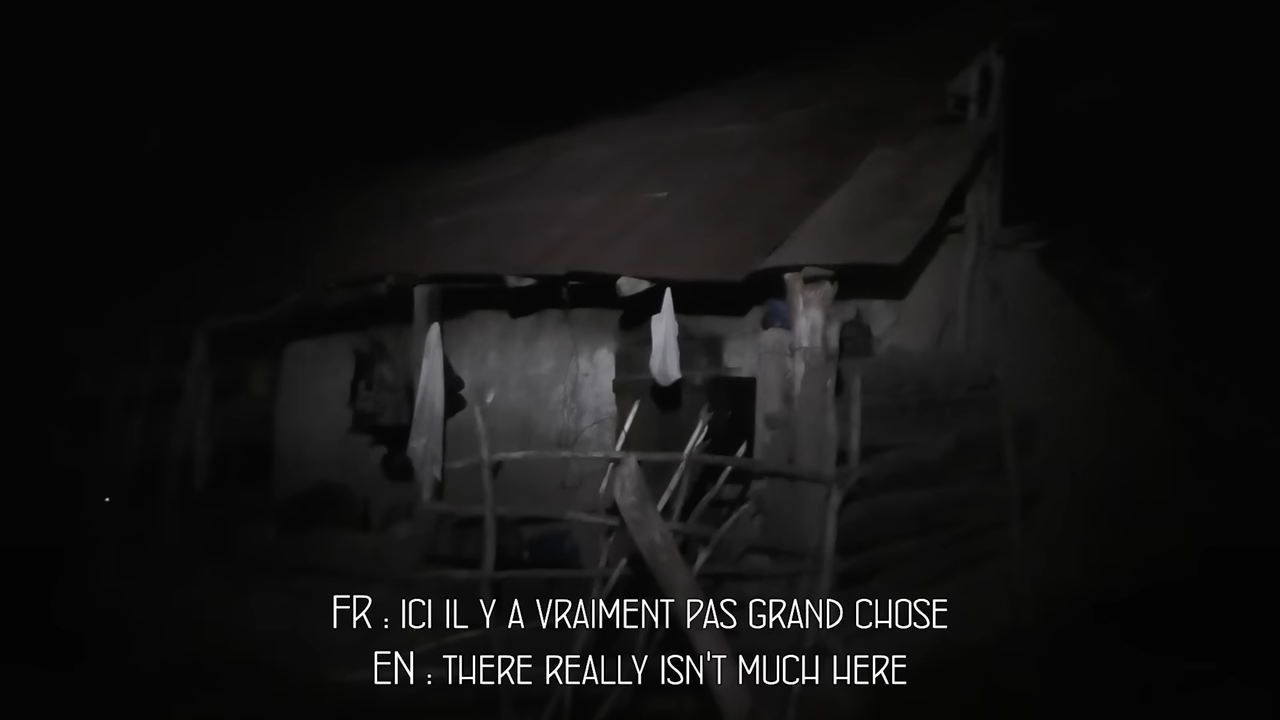 FR : ICI IL Y A VRAIMENT PAS GRAND CHOSE
EN : THERE REALLY ISN'T MUCH HERE